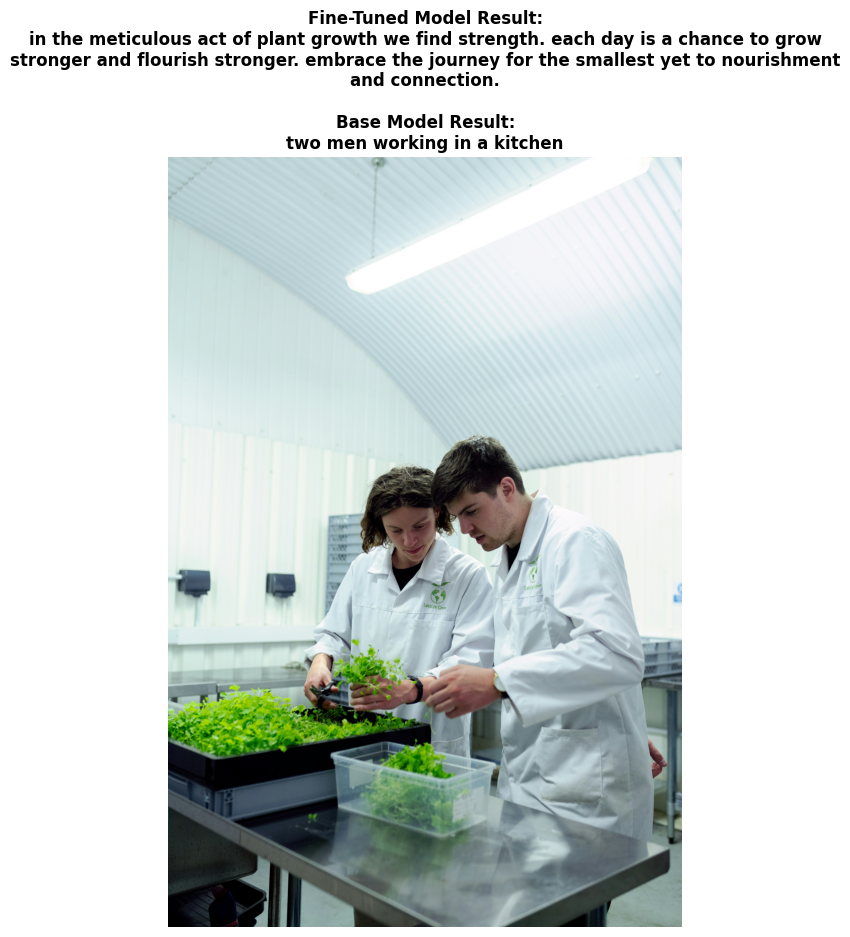 Fine-Tuned Model Result:
in the meticulous act of plant growth we find strength. each day is a chance to grow
stronger and flourish stronger. embrace the journey for the smallest yet to nourishment
and connection.
Base Model Result:
two men working in a kitchen